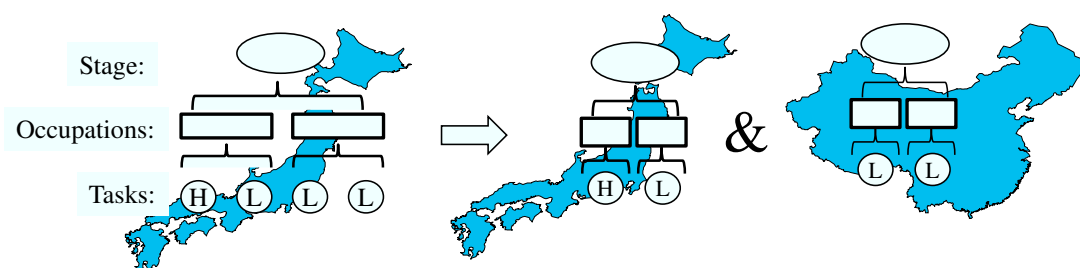 Stage:
Occupations:
&
Tasks:
H L L L
H L
L L